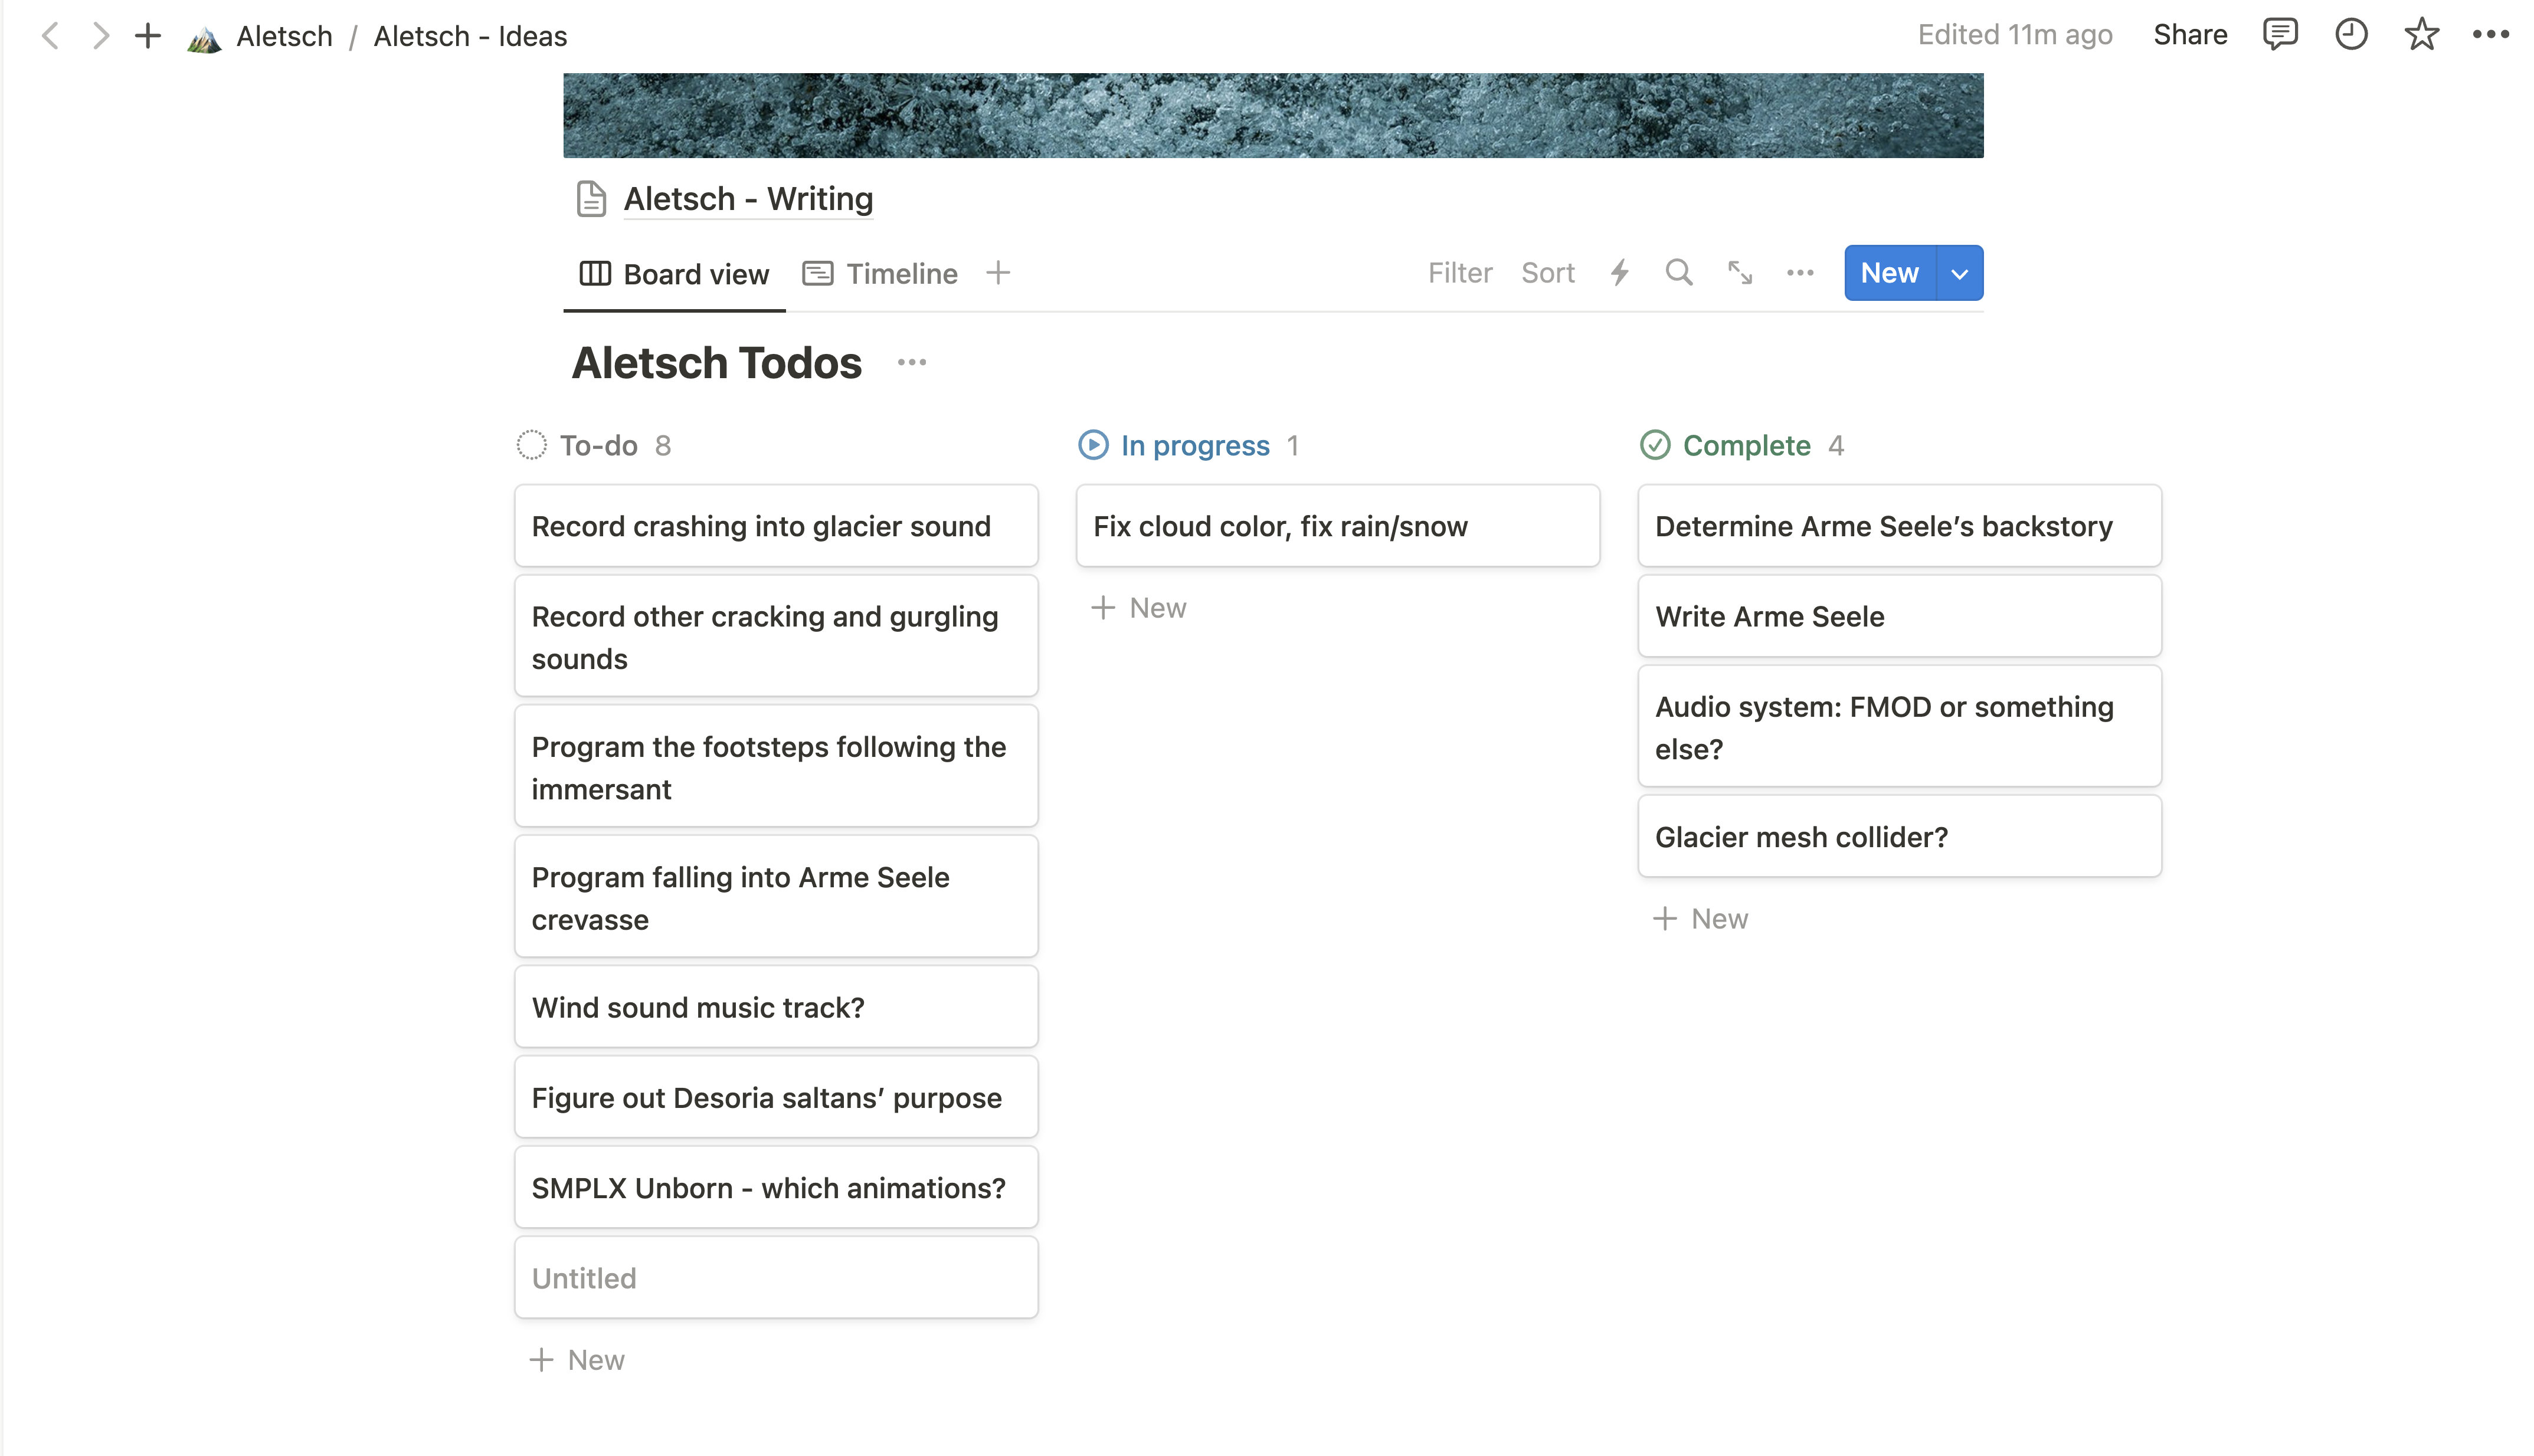 Aletsch / Aletsch - Ideas
Edited 11m ago Share
Aletsch - Writing
Board view Timeline
Filter Sort New
Aletsch Todos
To-do 8
Record crashing into glacier sound
Record other cracking and gurgling
sounds
Program the footsteps following the
immersant
Program falling into Arme Seele
crevasse
Wind sound music track?
Figure out Desoria saltans’ purpose
SMPLX Unborn - which animations?
Untitled
New
In progress 1
Fix cloud color, fix rain/snow
New
Complete 4
Determine Arme Seele’s backstory
Write Arme Seele
Audio system: FMOD or something
else?
Glacier mesh collider?
New